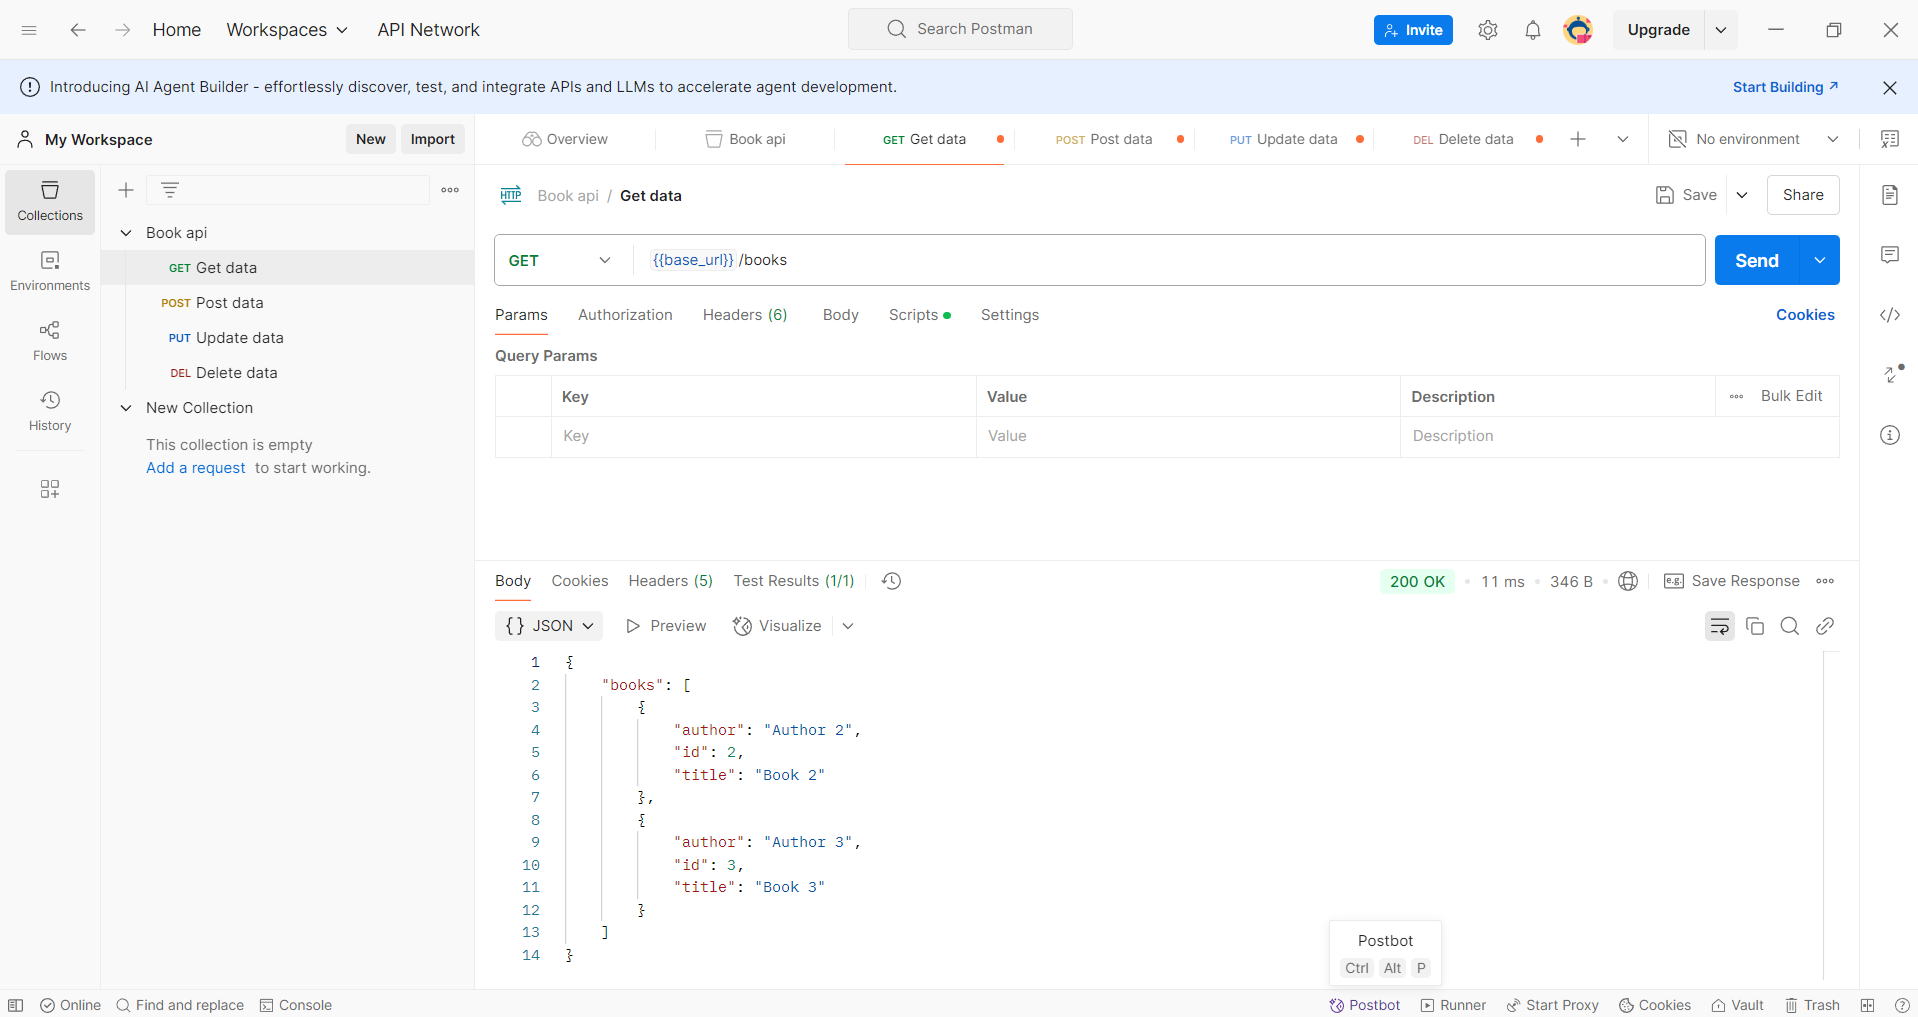 Home Workspaces API Network Search Postman Invite Upgrade
Introducing AI Agent Builder - effortlessly discover, test, and integrate APIs and LLMs to accelerate agent development. Start Building
My Workspace New Import
Overview Book api GET Get data POST Post data PUT Update data DEL Delete data No environment
Collections
Environments
Flows
History
Book api
GET Get data
POST Post data
PUT Update data
DEL Delete data
New Collection
This collection is empty
Add a request to start working.
HTTP Book api / Get data Save Share
GET {{base_url}} /books Send
Params Authorization Headers (6) Body Scripts Settings Cookies
Query Params
Key Value Description Bulk Edit
Key Value Description
Body Cookies Headers (5) Test Results (1/1) 200 OK 11 ms 346 B e.g. Save Response
{} JSON Preview Visualize
1 {
2 "books": [
3 {
4 "author": "Author 2",
5 "id": 2,
6 "title": "Book 2"
7 },
8 {
9 "author": "Author 3",
10 "id": 3,
11 "title": "Book 3"
12 }
13 ]
14 }
Postbot
Ctrl Alt P
Online Find and replace Console Postbot Runner Start Proxy Cookies Vault Trash